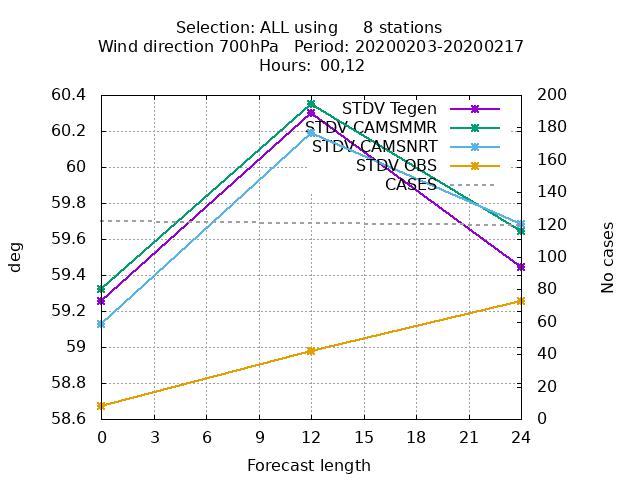 Selection: ALL using     8 stations
Wind direction 700hPa   Period: 20200203-20200217
Hours:  00,12
STDV Tegen
STDV CAMSMMR
STDV CAMSNRT
STDV OBS
CASES
60.4
60.2
60
59.8
59.6
59.4
59.2
59
58.8
58.6
deg
200
180
160
140
120
100
80
60
40
20
0
No cases
0 3 6 9 12 15 18 21 24
Forecast length